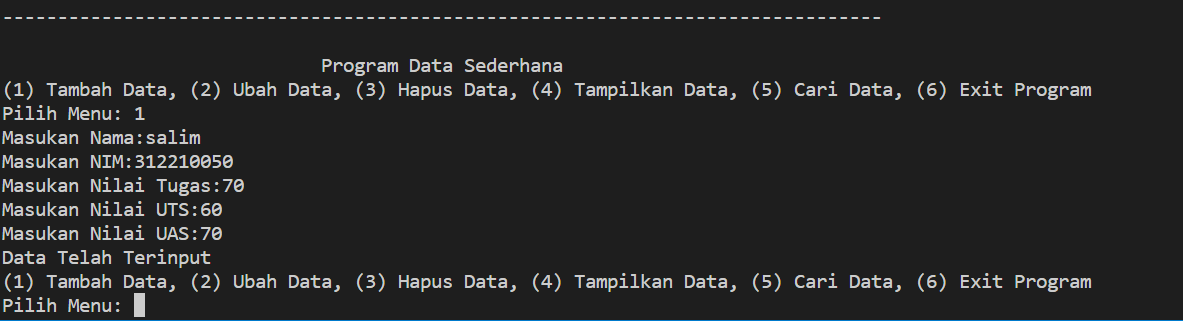 --------------------------------------------------------------------------------
Program Data Sederhana
(1) Tambah Data, (2) Ubah Data, (3) Hapus Data, (4) Tampilkan Data, (5) Cari Data, (6) Exit Program
Pilih Menu: 1
Masukan Nama:salim
Masukan NIM:312210050
Masukan Nilai Tugas:70
Masukan Nilai UTS:60
Masukan Nilai UAS:70
Data Telah Terinput
(1) Tambah Data, (2) Ubah Data, (3) Hapus Data, (4) Tampilkan Data, (5) Cari Data, (6) Exit Program
Pilih Menu: